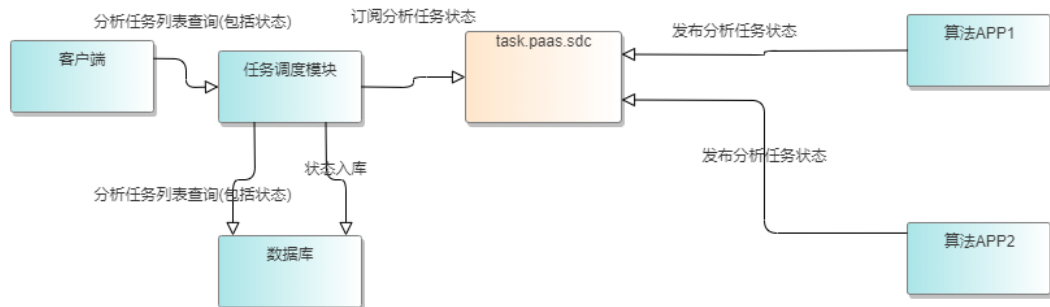 分析任务列表查询(包括状态)
订阅分析任务状态
客户端
任务调度模块
task.paas.sdc
发布分析任务状态
算法APP1
状态入库
分析任务列表查询(包括状态)
发布分析任务状态
数据库
算法APP2